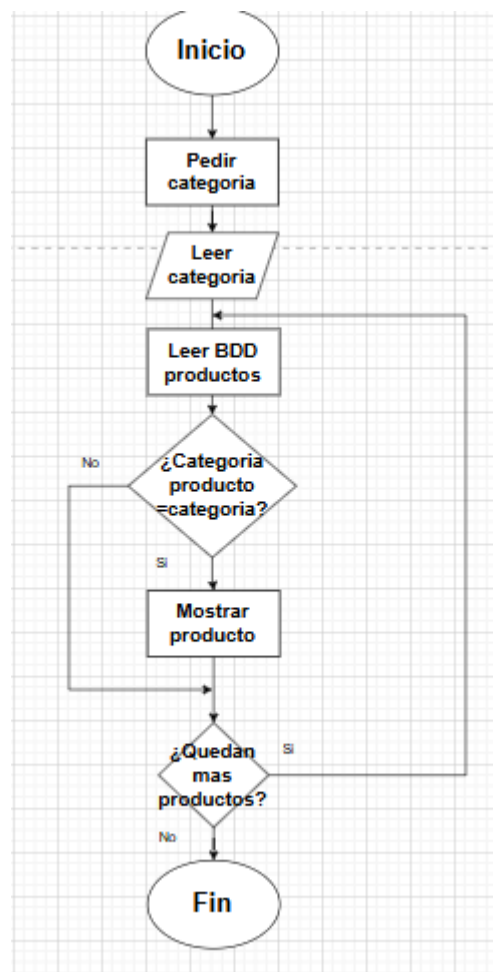 Inicio
Pedir
categoria
Leer
categoria
Leer BDD
productos
¿Categoria
producto
=categoria?
No
Si
Mostrar
producto
¿Quedan
mas
productos?
Si
No
Fin